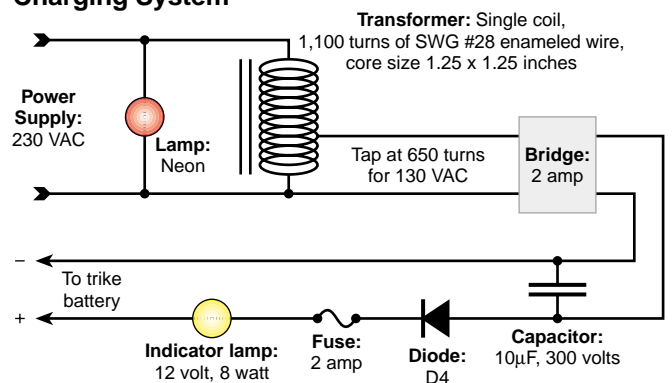 Charging System
Transformer: Single coil,
1,100 turns of SWG #28 enameled wire,
core size 1.25 x 1.25 inches
Power
Supply:
230 VAC
Lamp:
Neon
Tap at 650 turns
for 130 VAC
Bridge:
2 amp
–
To trike
battery
+
Indicator lamp:
12 volt, 8 watt
Fuse:
2 amp
Diode:
D4
Capacitor:
10µF, 300 volts